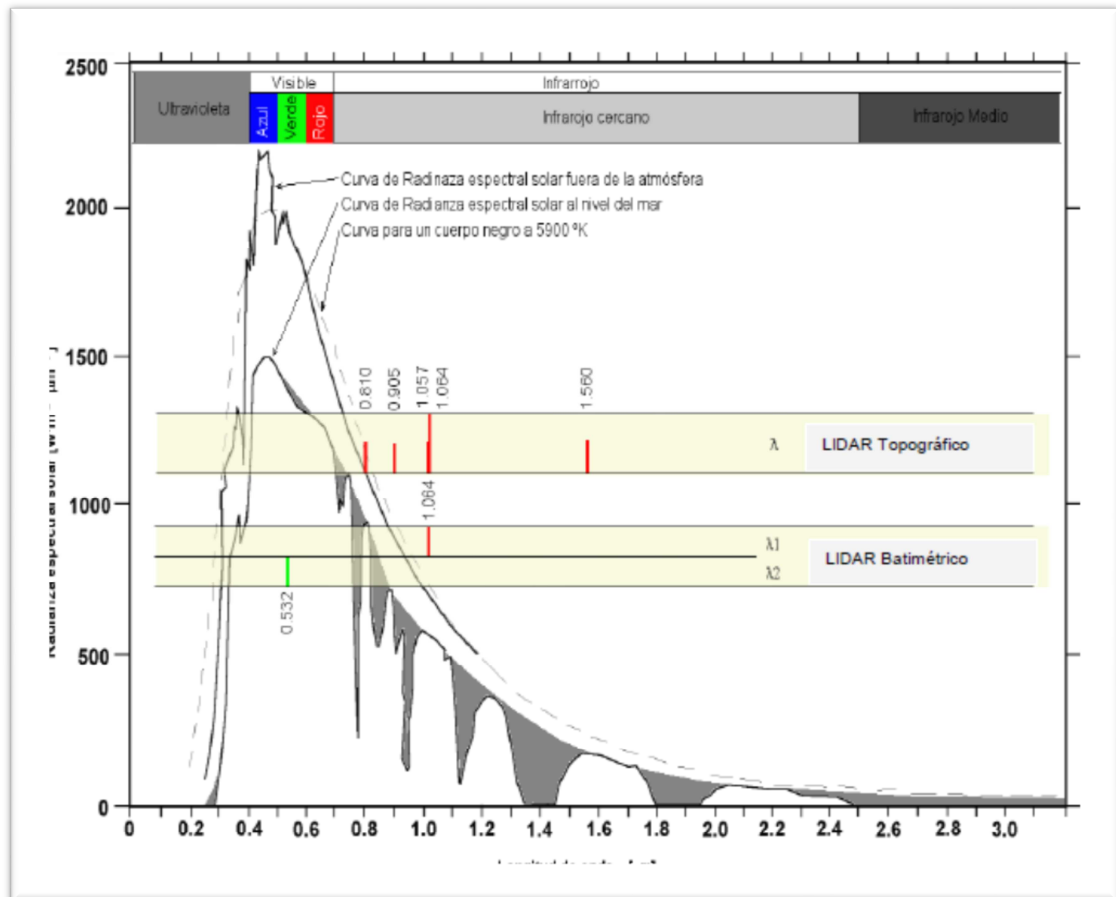 2500
Visible
Infrarrojo
Ultravioleta
Azul
Verde
Rojo
Infrarojo cercano
Infrarojo Medio
Curva de Radinaza espectral solar fuera de la atmósfera
2000
Curva de Radianza espectral solar al nivel del mar
Curva para un cuerpo negro a 5900 ºK
1500
0.810
0.905
1.057
1.064
1.560
λ
LIDAR Topográfico
1000
1.064
λ1
LIDAR Batimétrico
λ2
0.532
500
0
Radianza espectral solar
0 0.2 0.4 0.6 0.8 1.0 1.2 1.4 1.6 1.8 2.0 2.2 2.4 2.6 2.8 3.0